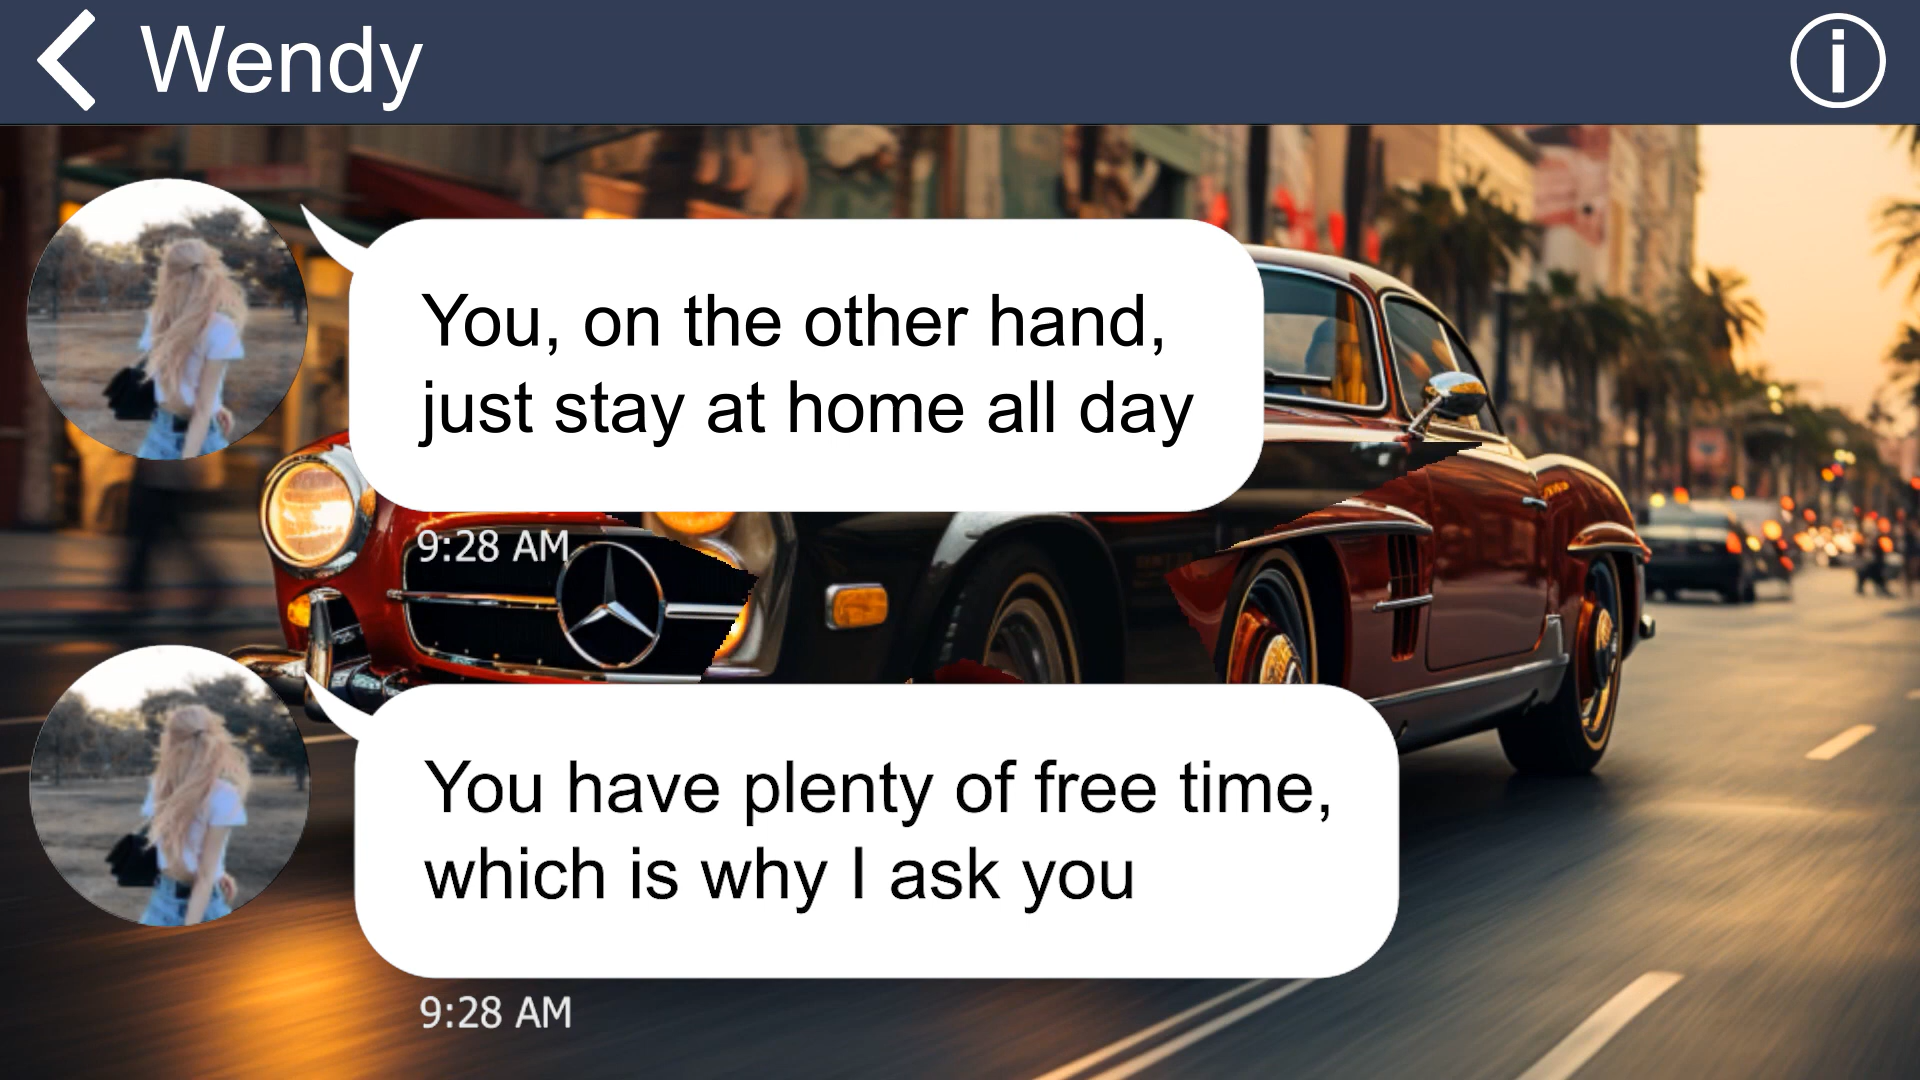 Wendy
You, on the other hand,
just stay at home all day
9:28 AM
You have plenty of free time,
which is why I ask you
9:28 AM